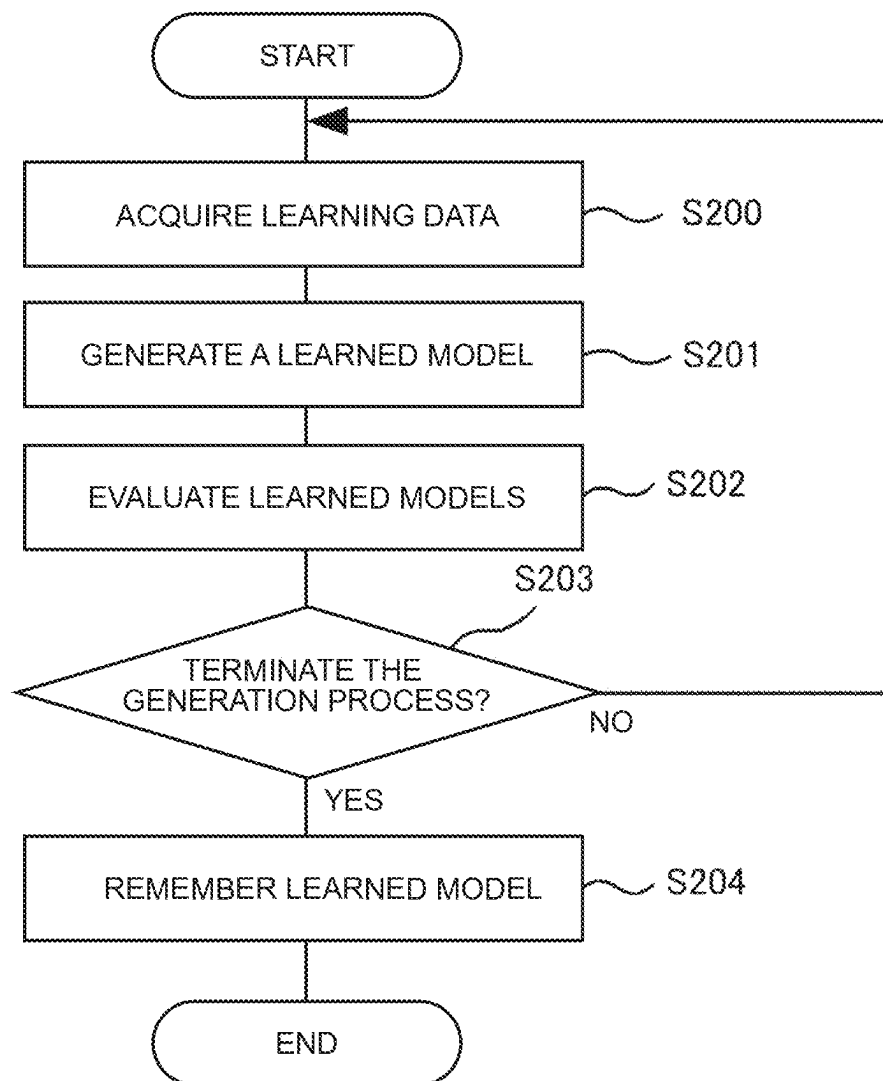 START
ACQUIRE LEARNING DATA
S200
GENERATE A LEARNED MODEL
S201
EVALUATE LEARNED MODELS
S202
S203
TERMINATE THE
GENERATION PROCESS?
NO
YES
REMEMBER LEARNED MODEL
S204
END